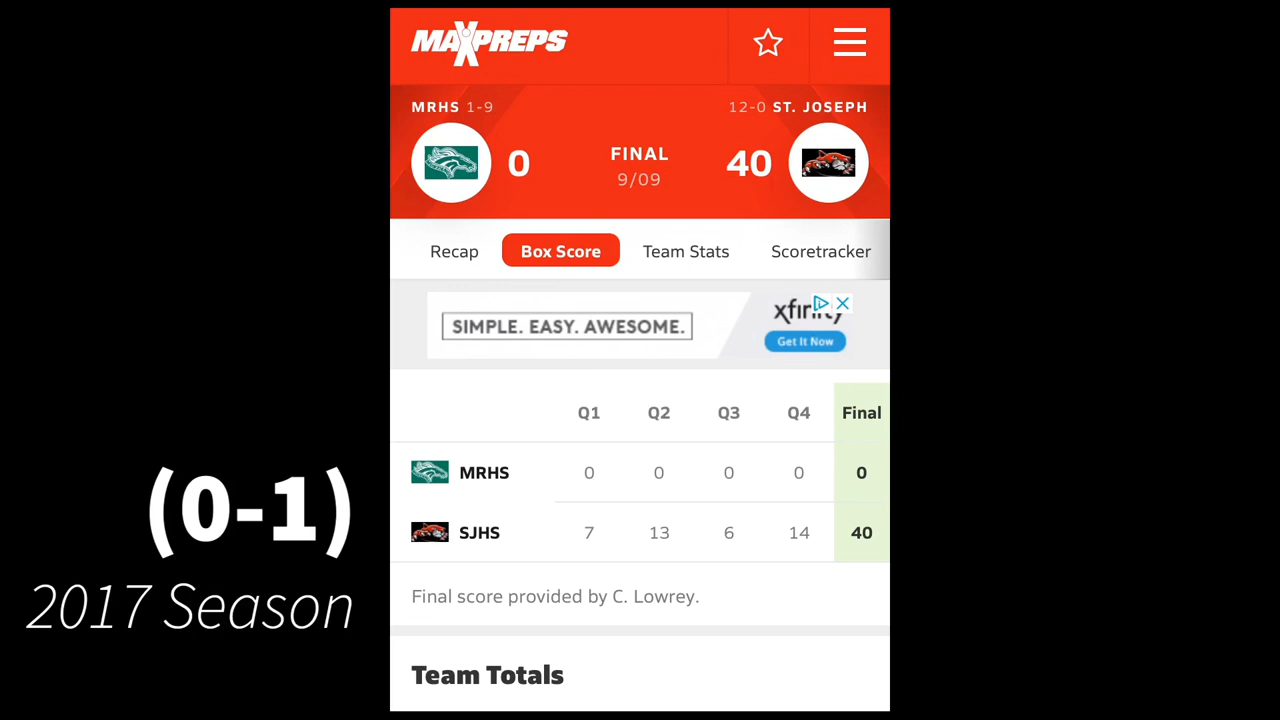 MAXPREPS
MRHS 1-9
12-0 ST. JOSEPH
0
FINAL
9/09
40
Recap
Box Score
Team Stats
Scoretracker
SIMPLE. EASY. AWESOME.
xfinity
Get It Now
Q1 Q2 Q3 Q4 Final
MRHS 0 0 0 0 0
SJHS 7 13 6 14 40
Final score provided by C. Lowrey.
Team Totals
(0-1)
2017 Season